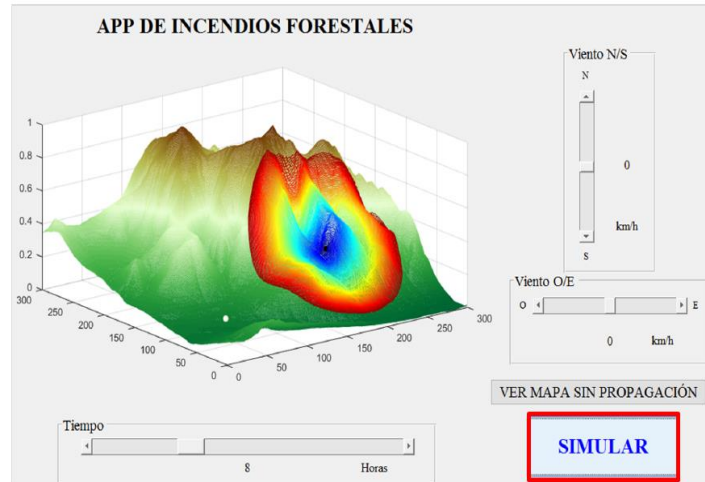 APP DE INCENDIOS FORESTALES
Viento N/S
N
0
km/h
S
1
0.8
0.6
0.4
0.2
0
300
250
200
150
100
50
0
0
50
100
150
200
250
300
Viento O/E
O
E
0 km/h
VER MAPA SIN PROPAGACIÓN
SIMULAR
Tiempo
8 Horas